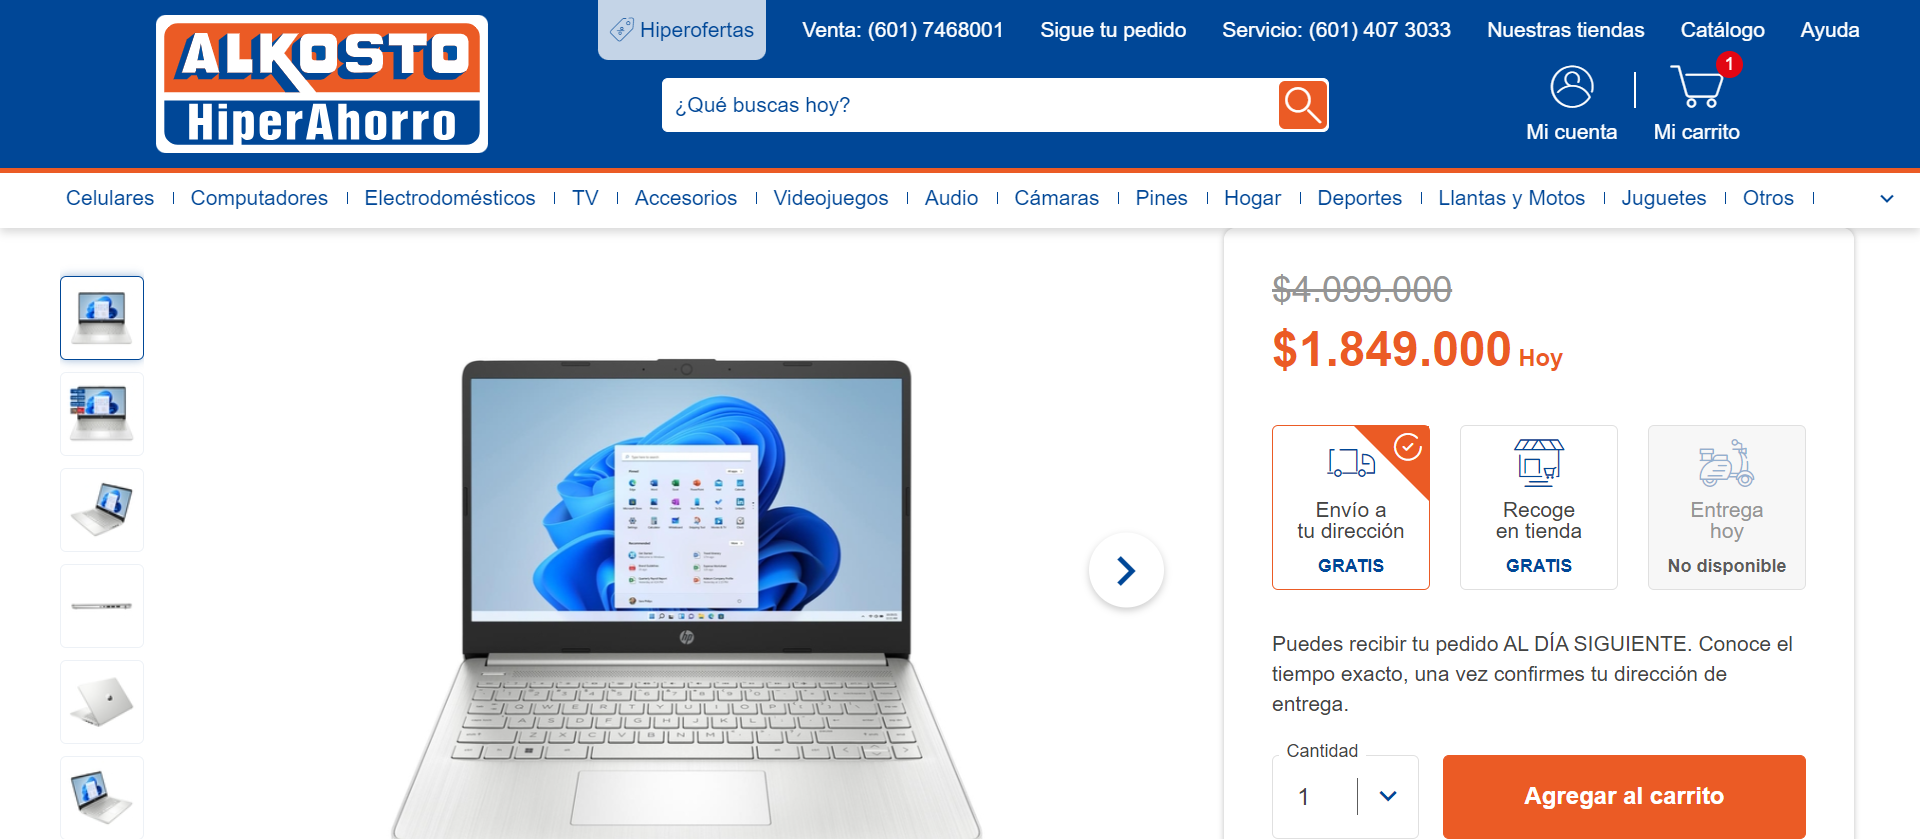 Hiperofertas
Venta: (601) 7468001
Sigue tu pedido
Servicio: (601) 407 3033
Nuestras tiendas
Catálogo
Ayuda
ALKOSTO
HiperAhorro
¿Qué buscas hoy?
1
Mi cuenta
Mi carrito
Celulares
Computadores
Electrodomésticos
TV
Accesorios
Videojuegos
Audio
Cámaras
Pines
Hogar
Deportes
Llantas y Motos
Juguetes
Otros
hp
$4.099.000
$1.849.000 Hoy
Envío a
tu dirección
GRATIS
Recoge
en tienda
GRATIS
Entrega
hoy
No disponible
Puedes recibir tu pedido AL DÍA SIGUIENTE. Conoce el
tiempo exacto, una vez confirmes tu dirección de
entrega.
Cantidad
1
Agregar al carrito